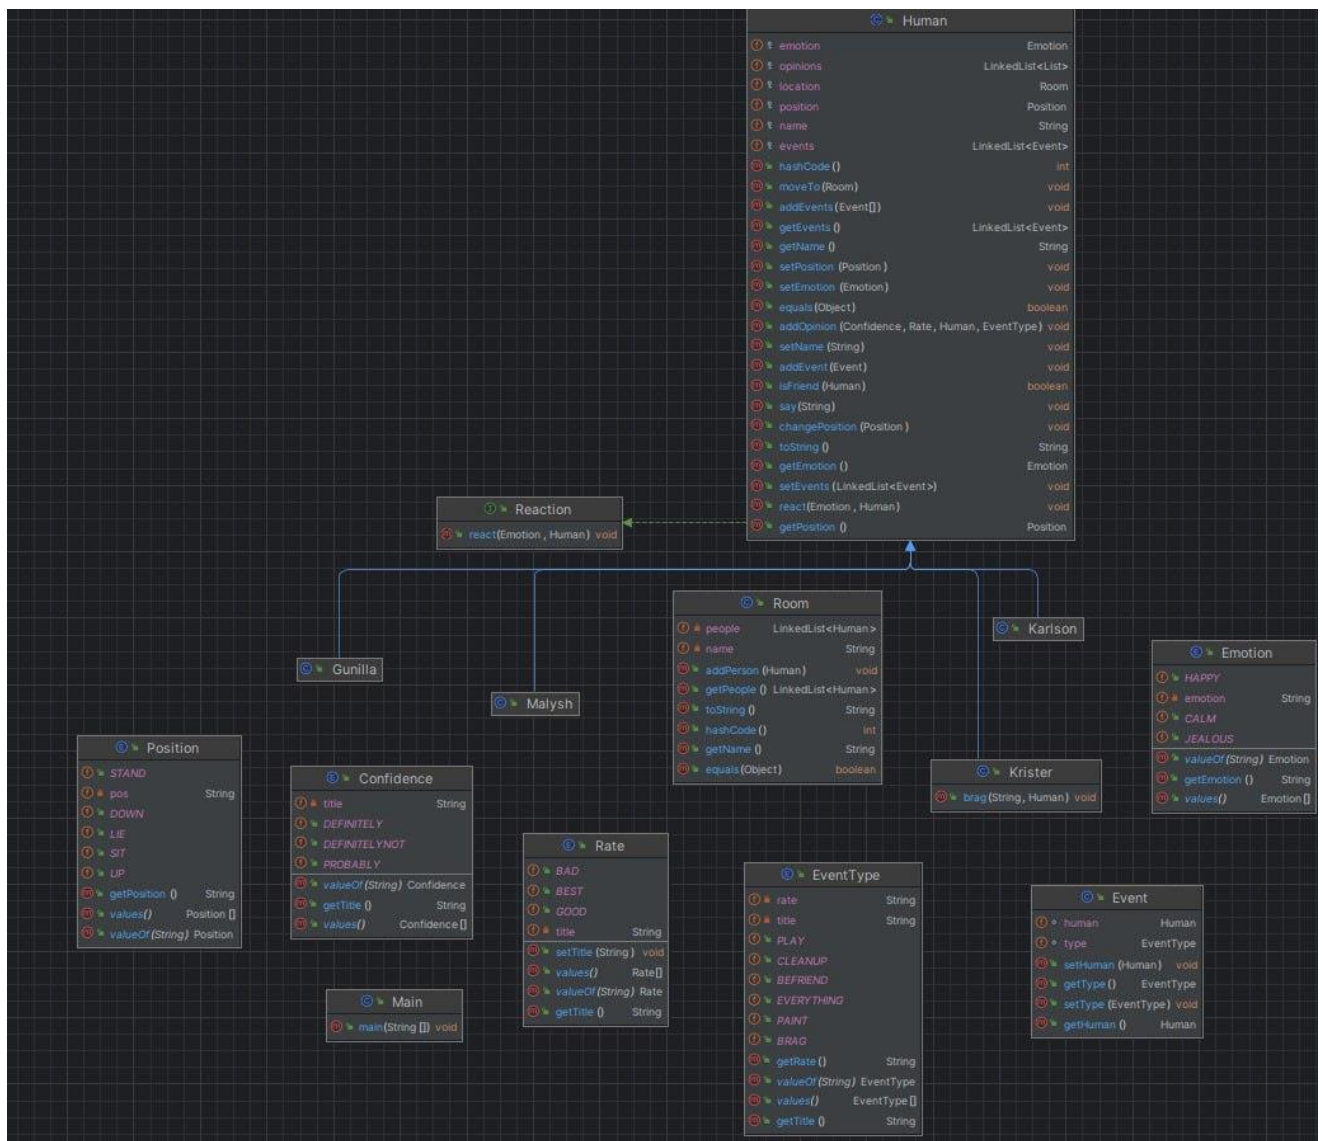 Human
emotion Emotion
opinions LinkedList<List>
location Room
position Position
name String
events LinkedList<Event>
hashCode() int
moveTo(Room) void
addEvents(Event[]) void
getEvents() LinkedList<Event>
getName() String
setPosition(Position) void
setEmotion(Emotion) void
equals(Object) boolean
addOpinion(Confidence, Rate, Human, EventType) void
setName(String) void
addEvent(Event) void
isFriend(Human) boolean
say(String) void
changePosition(Position) void
toString() String
getEmotion() Emotion
setEvents(LinkedList<Event>) void
react(Emotion, Human) void
getPosition() Position
Reaction
react(Emotion, Human) void
Gunilla
Malysh
Room
people LinkedList<Human>
name String
addPerson(Human) void
getPeople() LinkedList<Human>
toString() String
hashCode() int
getName() String
equals(Object) boolean
Karlson
Emotion
HAPPY
emotion String
CALM
JEALOUS
valueOf(String) Emotion
getEmotion() String
values() Emotion[]
Position
STAND
pos String
DOWN
LIE
SIT
UP
getPosition() String
values() Position[]
valueOf(String) Position
Confidence
title String
DEFINITELY
DEFINITELYNOT
PROBABLY
valueOf(String) Confidence
getTitle() String
values() Confidence[]
Krister
brag(String, Human) void
Rate
BAD
BEST
GOOD
title String
setTitle(String) void
values() Rate[]
valueOf(String) Rate
getTitle() String
EventType
rate String
title String
PLAY
CLEANUP
BEFRIEND
EVERYTHING
PAINT
BRAG
getRate() String
valueOf(String) EventType
values() EventType[]
getTitle() String
Event
human Human
type EventType
setHuman(Human) void
getType() EventType
setType(EventType) void
getHuman() Human
Main
main(String[]) void